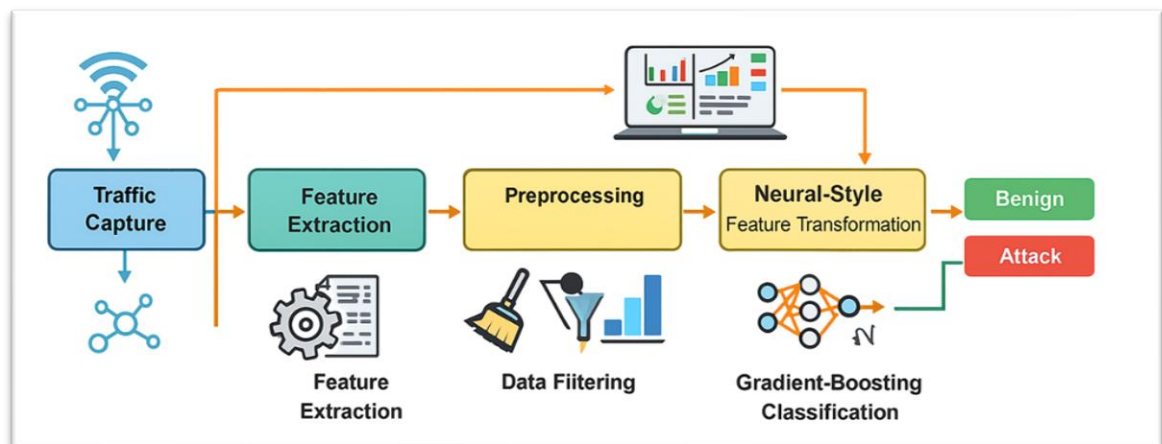 Traffic
Capture
Feature
Extraction
Preprocessing
Neural-Style
Feature Transformation
Benign
Attack
Feature
Extraction
Data Fiitering
Gradient-Boosting
Classification